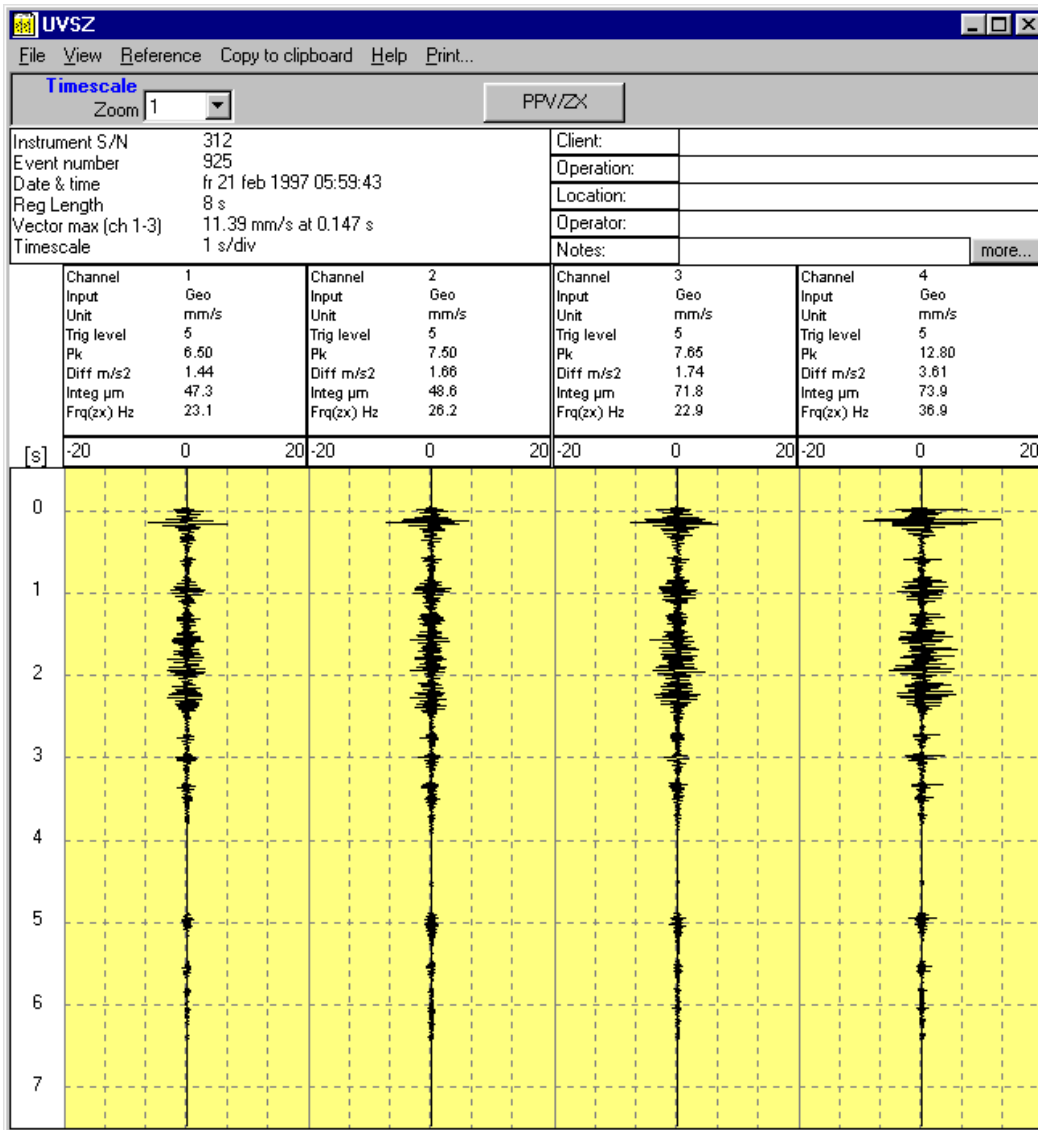 UVSZ
File View Reference Copy to clipboard Help Print...
Timescale
Zoom 1
PPV/ZX
Instrument S/N 312
Event number 925
Date & time fr 21 feb 1997 05:59:43
Reg Length 8 s
Vector max (ch 1-3) 11.39 mm/s at 0.147 s
Timescale 1 s/div
Client:
Operation:
Location:
Operator:
Notes: more...
Channel 1 Channel 2 Channel 3 Channel 4
Input Geo Input Geo Input Geo Input Geo
Unit mm/s Unit mm/s Unit mm/s Unit mm/s
Trig level 5 Trig level 5 Trig level 5 Trig level 5
Pk 6.50 Pk 7.50 Pk 7.65 Pk 12.80
Diff m/s2 1.44 Diff m/s2 1.66 Diff m/s2 1.74 Diff m/s2 3.61
Integ µm 47.3 Integ µm 48.6 Integ µm 71.8 Integ µm 73.9
Frq(zx) Hz 23.1 Frq(zx) Hz 26.2 Frq(zx) Hz 22.9 Frq(zx) Hz 36.9
[s] -20 0 20 -20 0 20 -20 0 20 -20 0 20
0
1
2
3
4
5
6
7